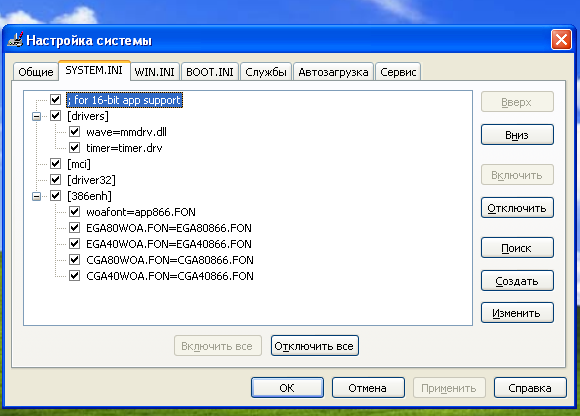 Настройка системы
Общие SYSTEM.INI WIN.INI BOOT.INI Службы Автозагрузка Сервис
; for 16-bit app support
[drivers]
wave=mmdrv.dll
timer=timer.drv
[mci]
[driver32]
[386enh]
woafont=app866.FON
EGA80WOA.FON=EGA80866.FON
EGA40WOA.FON=EGA40866.FON
CGA80WOA.FON=CGA80866.FON
CGA40WOA.FON=CGA40866.FON
Вверх
Вниз
Включить
Отключить
Поиск
Создать
Изменить
Включить все Отключить все
ОК Отмена Применить Справка